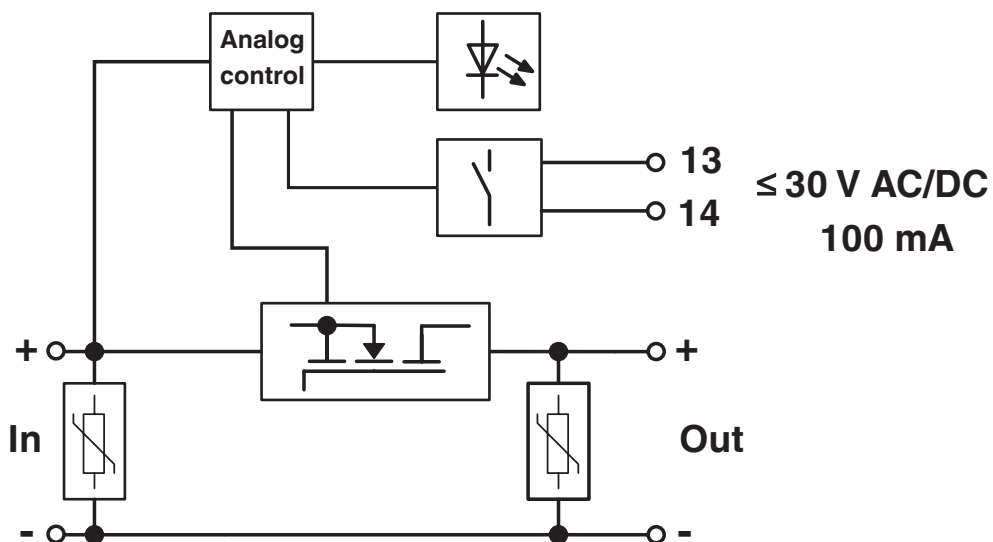 Analog
control
13
14
≤ 30 V AC/DC
100 mA
+
+
In
Out
-
-